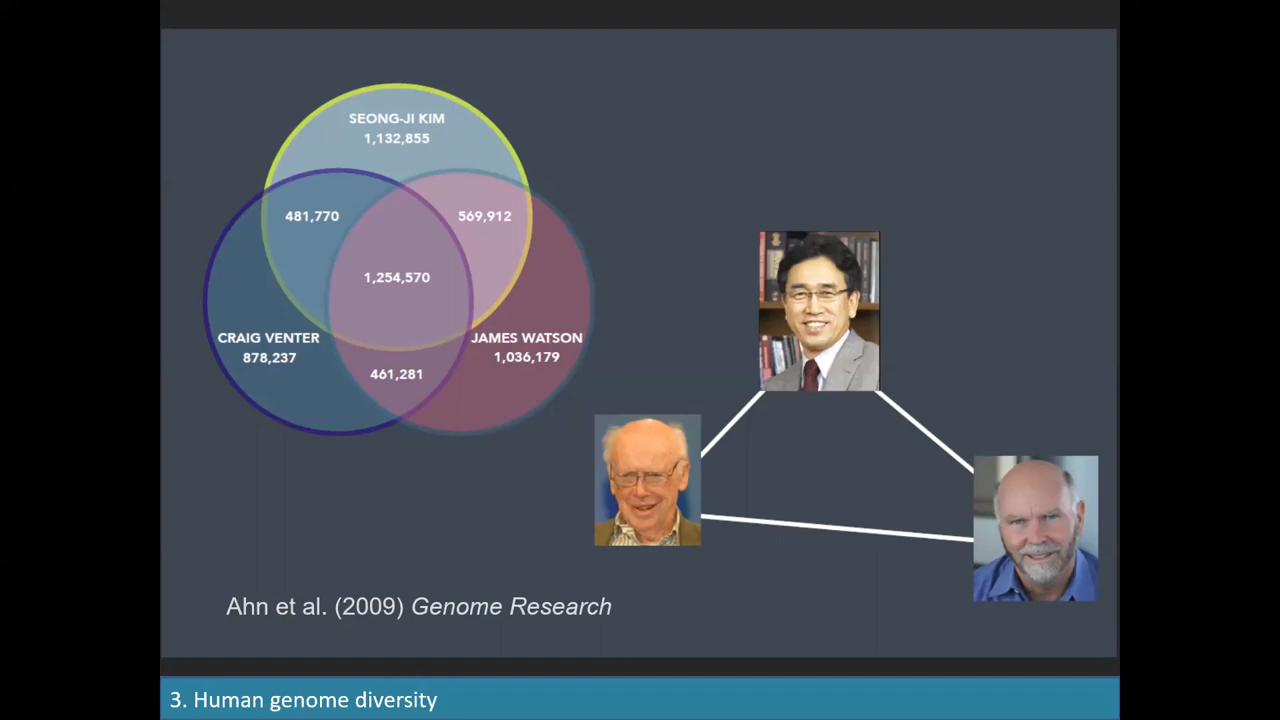 SEONG-JI KIM
1,132,855
481,770
569,912
1,254,570
CRAIG VENTER
878,237
JAMES WATSON
1,036,179
461,281
Ahn et al. (2009) Genome Research
3. Human genome diversity